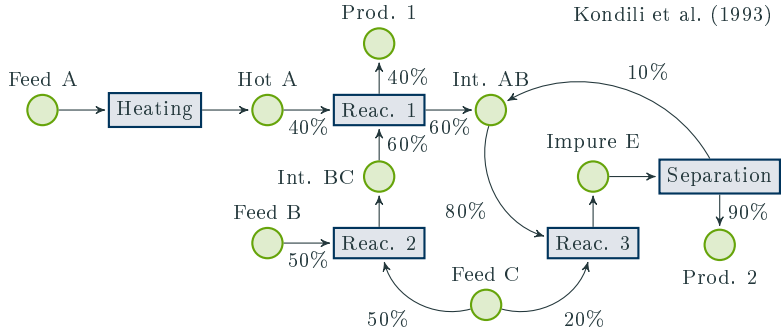 Prod. 1
Kondili et al. (1993)
Feed A
Hot A
40%
Int. AB
10%
Heating
Reac. 1
40%
60%
60%
Impure E
Int. BC
Separation
Feed B
80%
90%
50%
Reac. 2
Reac. 3
Feed C
Prod. 2
50%
20%